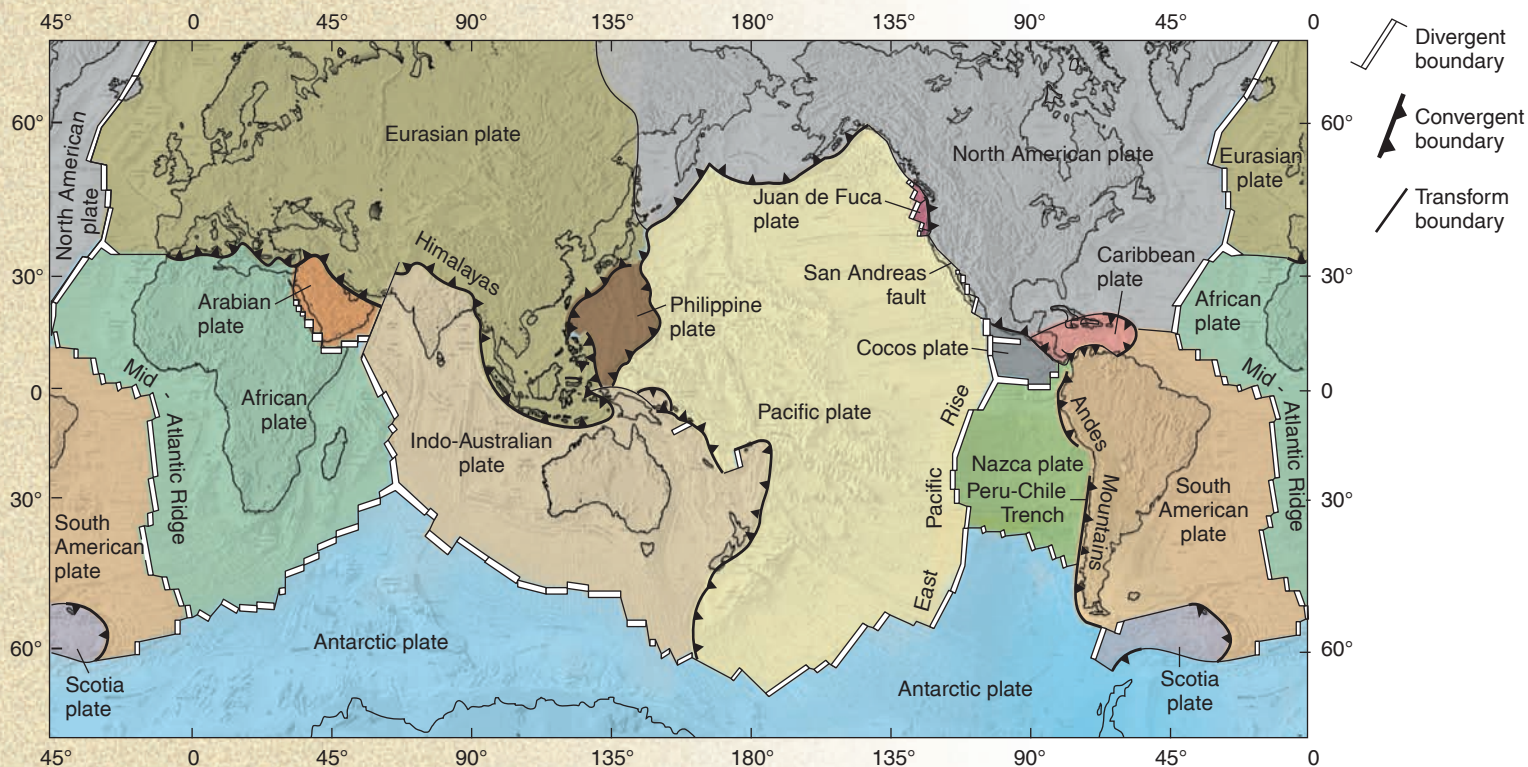 45° 0 45° 90° 135° 180° 135° 90° 45° 0
Divergent
boundary
Convergent
boundary
Transform
boundary
60°
30°
0
30°
60°
60°
30°
0
30°
60°
North American
plate
Eurasian plate
North American plate
Eurasian
plate
Juan de Fuca
plate
Himalayas
San Andreas
fault
Caribbean
plate
Arabian
plate
Philippine
plate
African
plate
Cocos plate
Mid - Atlantic Ridge
African
plate
Indo-Australian
plate
Pacific plate
East Pacific Rise
Andes Mountains
Mid - Atlantic Ridge
Nazca plate
Peru-Chile
Trench
South
American
plate
South
American
plate
Antarctic plate
Antarctic plate
Scotia
plate
Scotia
plate
45° 0 45° 90° 135° 180° 135° 90° 45° 0